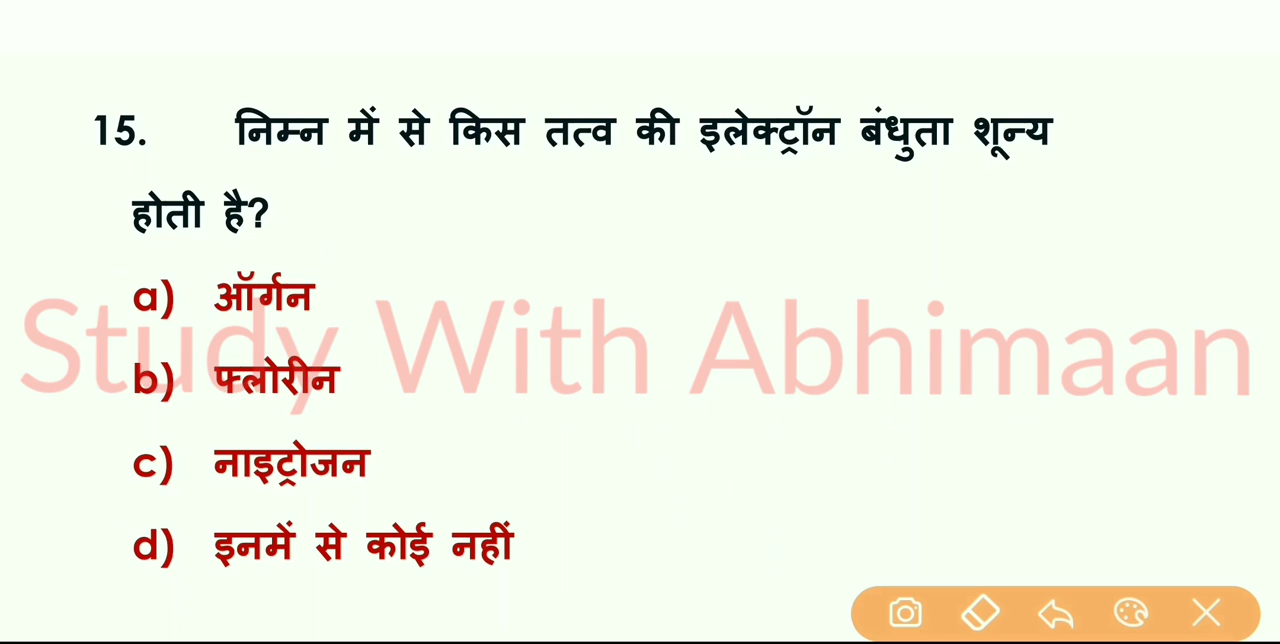 15. निम्न में से किस तत्व की इलेक्ट्रॉन बंधुता शून्य
होती है?
a) ऑर्गन
Study With Abhimaan
b) फ्लोरीन
c) नाइट्रोजन
d) इनमें से कोई नहीं